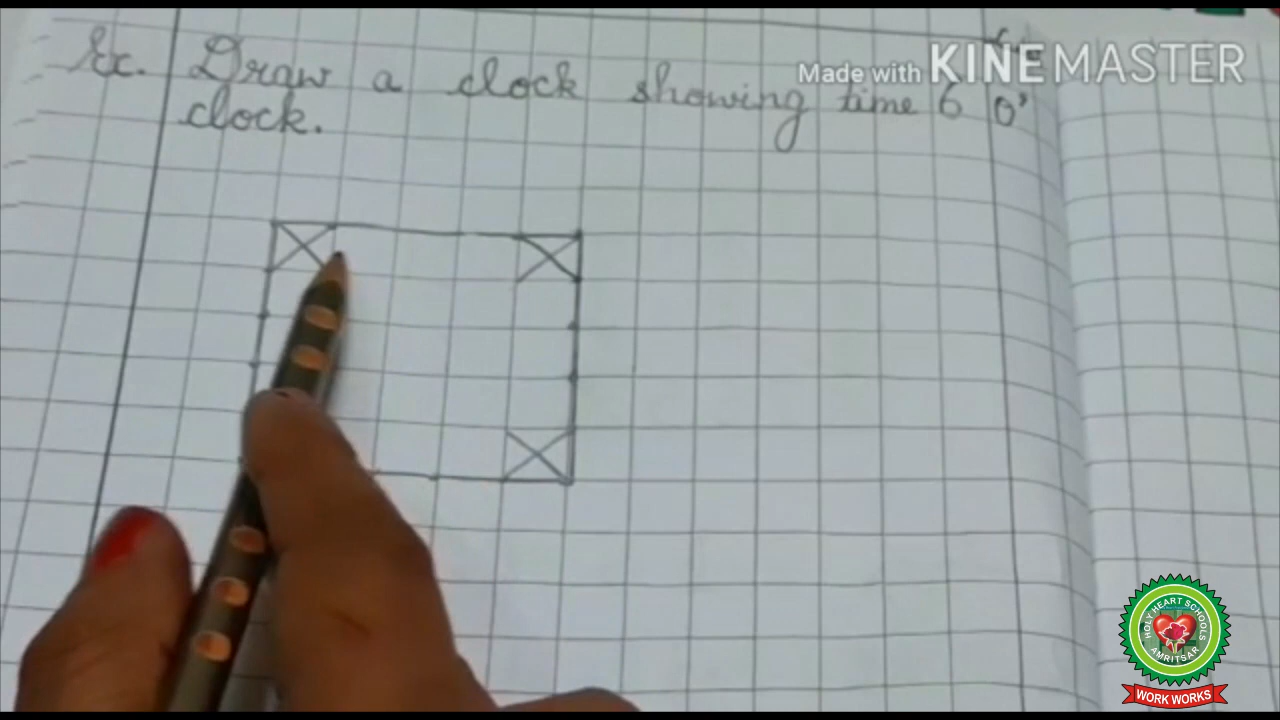 Made with KINEMASTER
Ex. Draw a clock showing time 6 O'
clock.
HOLY HEART SCHOOLS
AMRITSAR
WORK WORKS